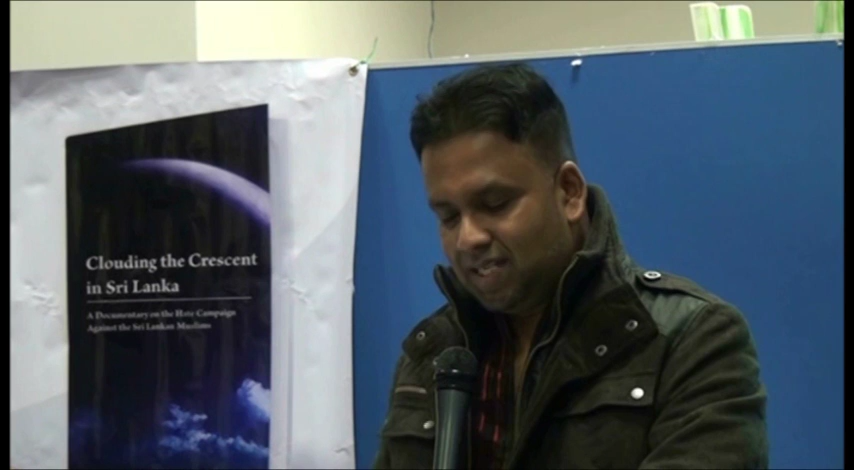 Clouding the Crescent
in Sri Lanka
A Documentary on the Hate Campaign
Against the Sri Lankan Muslims